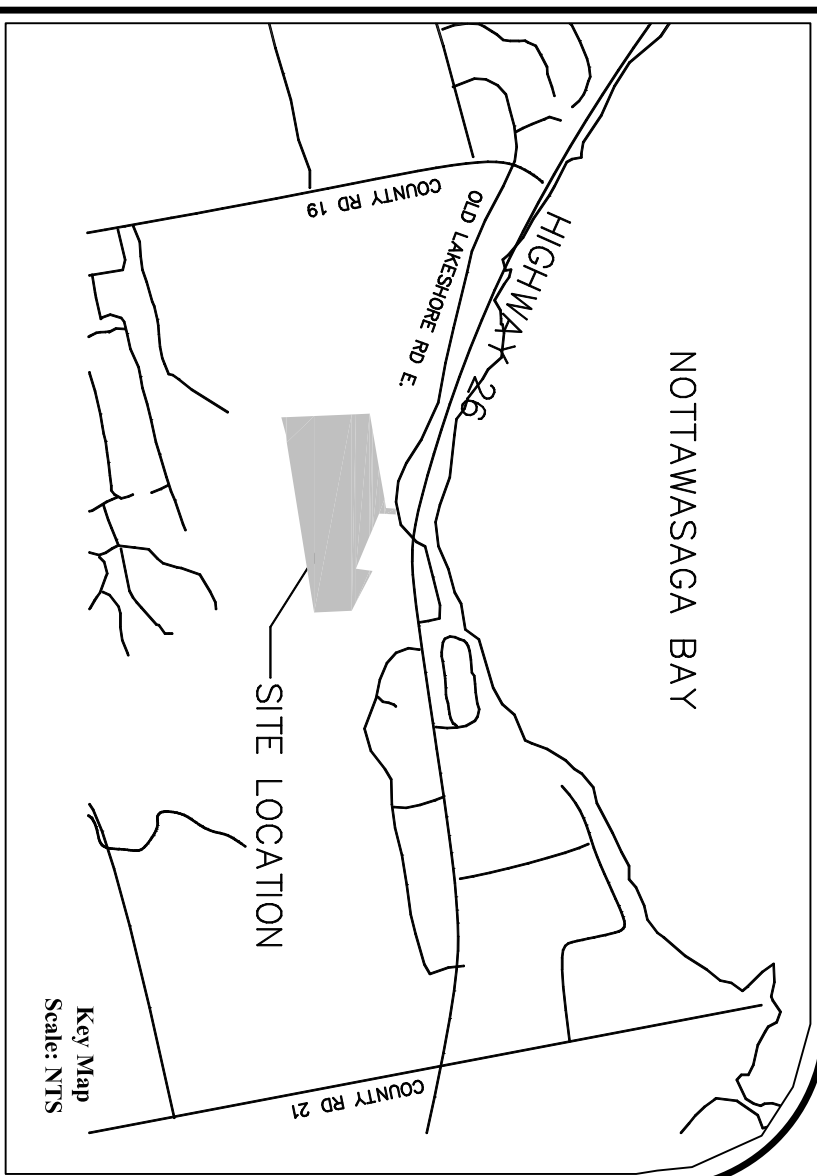 NOTTAWASAGA BAY
HIGHWAY 26
OLD LAKESHORE RD E.
COUNTY RD 19
SITE LOCATION
COUNTY RD 21
Key Map
Scale: NTS